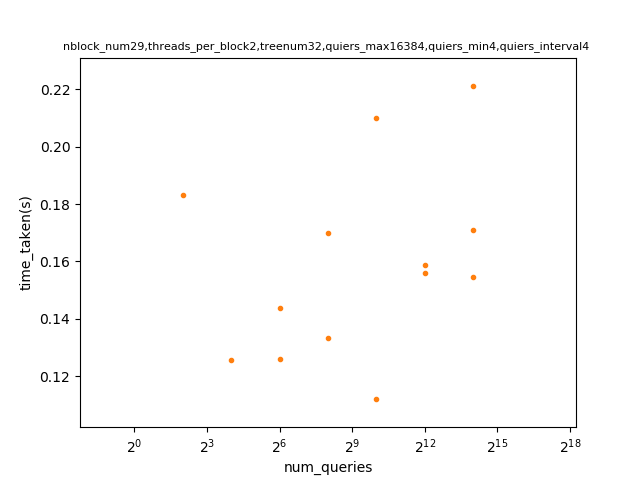 nblock_num29,threads_per_block2,treenum32,quiers_max16384,quiers_min4,quiers_interval4
0.22
0.20
0.18
0.16
0.14
0.12
time_taken(s)
2^0 2^3 2^6 2^9 2^12 2^15 2^18
num_queries